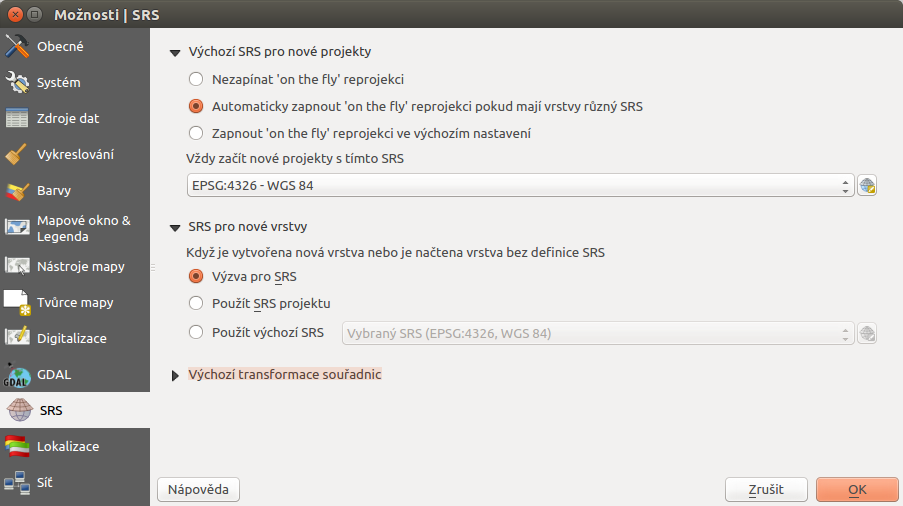 Možnosti | SRS
Obecné
Systém
Zdroje dat
Vykreslování
Barvy
Mapové okno &
Legenda
Nástroje mapy
Tvůrce mapy
Digitalizace
GDAL
GDAL
SRS
Lokalizace
Síť
Výchozí SRS pro nové projekty
Nezapínat 'on the fly' reprojekci
Automaticky zapnout 'on the fly' reprojekci pokud mají vrstvy různý SRS
Zapnout 'on the fly' reprojekci ve výchozím nastavení
Vždy začít nové projekty s tímto SRS
EPSG:4326 - WGS 84
SRS pro nové vrstvy
Když je vytvořena nová vrstva nebo je načtena vrstva bez definice SRS
Výzva pro SRS
Použít SRS projektu
Použít výchozí SRS
Vybraný SRS (EPSG:4326, WGS 84)
Výchozí transformace souřadnic
Nápověda
Zrušit
OK